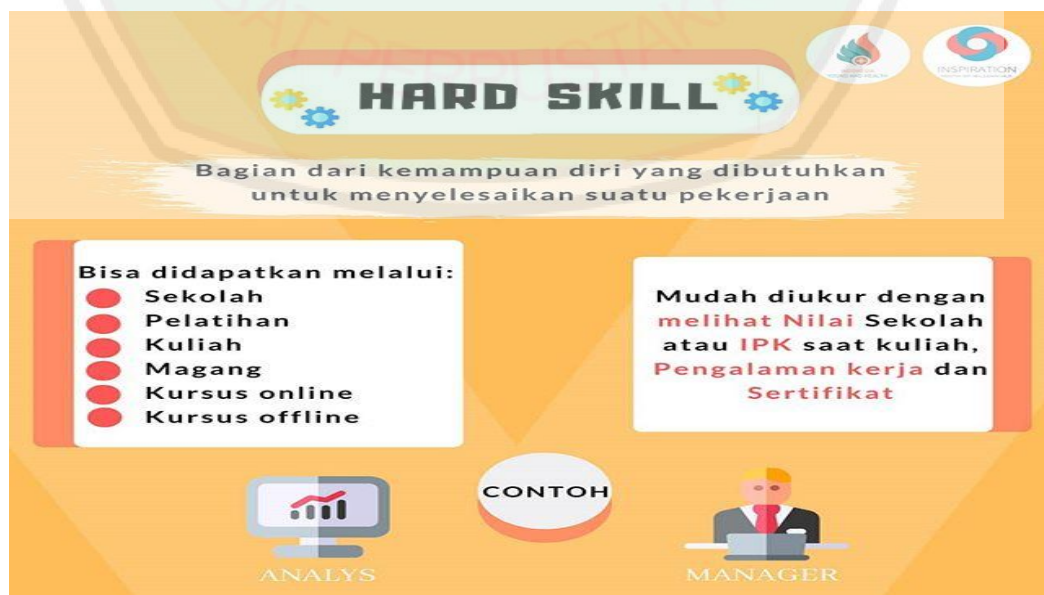 HARD SKILL
INSPIRATION
Bagian dari kemampuan diri yang dibutuhkan
untuk menyelesaikan suatu pekerjaan
Bisa didapatkan melalui:
Sekolah
Pelatihan
Kuliah
Magang
Kursus online
Kursus offline
Mudah diukur dengan
melihat Nilai Sekolah
atau IPK saat kuliah,
Pengalaman kerja dan
Sertifikat
CONTOH
ANALYS
MANAGER